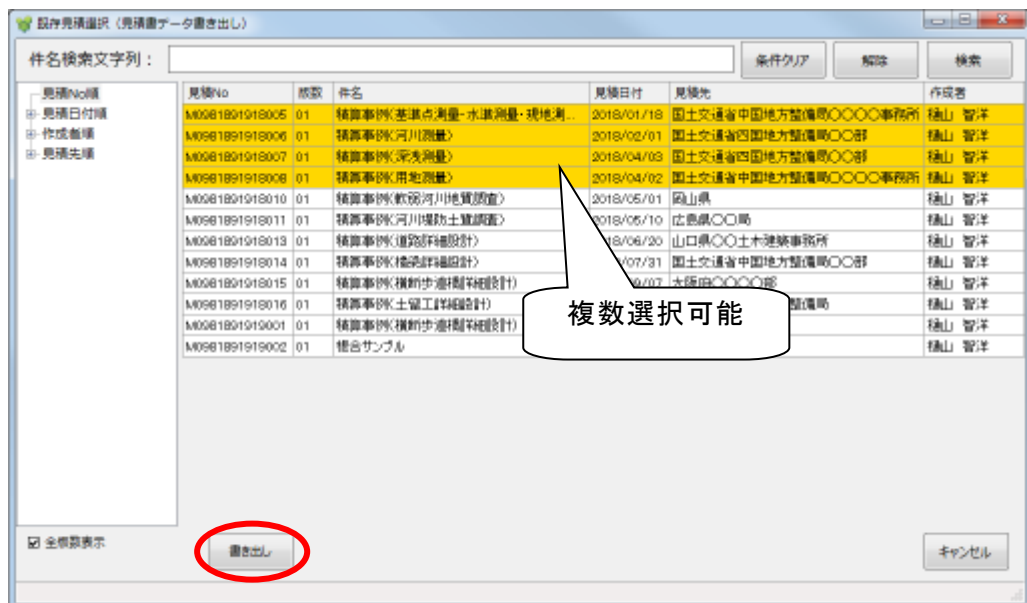 既存見積選択（見積書データ書き出し）
件名検索文字列：
条件クリア 解除 検索
見積No順
見積日付順
作成者順
見積先順
見積No 版数 件名 見積日付 見積先 作成者
M0981891918005 01 積算事例(基準点測量・水準測量・現地測... 2018/01/18 国土交通省中国地方整備局○○○○事務所 樋山 智洋
M0981891918006 01 積算事例(河川測量) 2018/02/01 国土交通省四国地方整備局○○部 樋山 智洋
M0981891918007 01 積算事例(深浅測量) 2018/04/03 国土交通省四国地方整備局○○部 樋山 智洋
M0981891918008 01 積算事例(用地測量) 2018/04/02 国土交通省中国地方整備局○○○○事務所 樋山 智洋
M0981891918010 01 積算事例(軟弱河川地質調査) 2018/05/01 岡山県 樋山 智洋
M0981891918011 01 積算事例(河川堤防土質調査) 2018/05/10 広島県○○局 樋山 智洋
M0981891918013 01 積算事例(道路詳細設計) 18/06/20 山口県○○土木建築事務所 樋山 智洋
M0981891918014 01 積算事例(橋梁詳細設計) /07/31 国土交通省中国地方整備局○○部 樋山 智洋
M0981891918015 01 積算事例(横断歩道橋詳細設計) 09/07 大阪府○○○○部 樋山 智洋
M0981891918016 01 積算事例(土留工詳細設計) 整備局 樋山 智洋
M0981891919001 01 積算事例(横断歩道橋詳細設計) 樋山 智洋
M0981891919002 01 複合サンプル 樋山 智洋
複数選択可能
全版数表示
書き出し
キャンセル